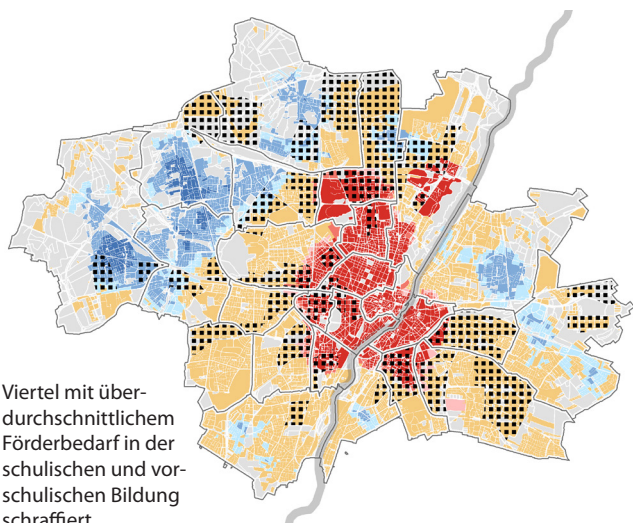 Viertel mit über-
durchschnittlichem
Förderbedarf in der
schulischen und vor-
schulischen Bildung
schraffiert